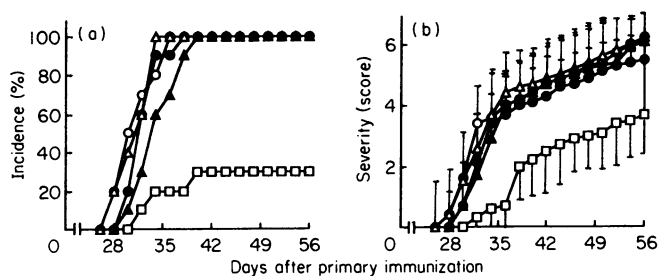 (a)
100
80
60
40
20
0
Incidence (%)
28 35 42 49 56
(b)
6
4
2
0
Severity (score)
28 35 42 49 56
Days after primary immunization